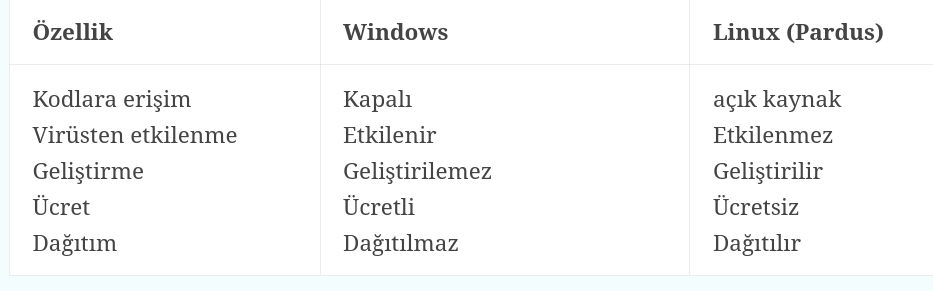 Özellik Windows Linux (Pardus)
Kodlara erişim Kapalı açık kaynak
Virüsten etkilenme Etkilenir Etkilenmez
Geliştirme Geliştirilemez Geliştirilir
Ücret Ücretli Ücretsiz
Dağıtım Dağıtılmaz Dağıtılır